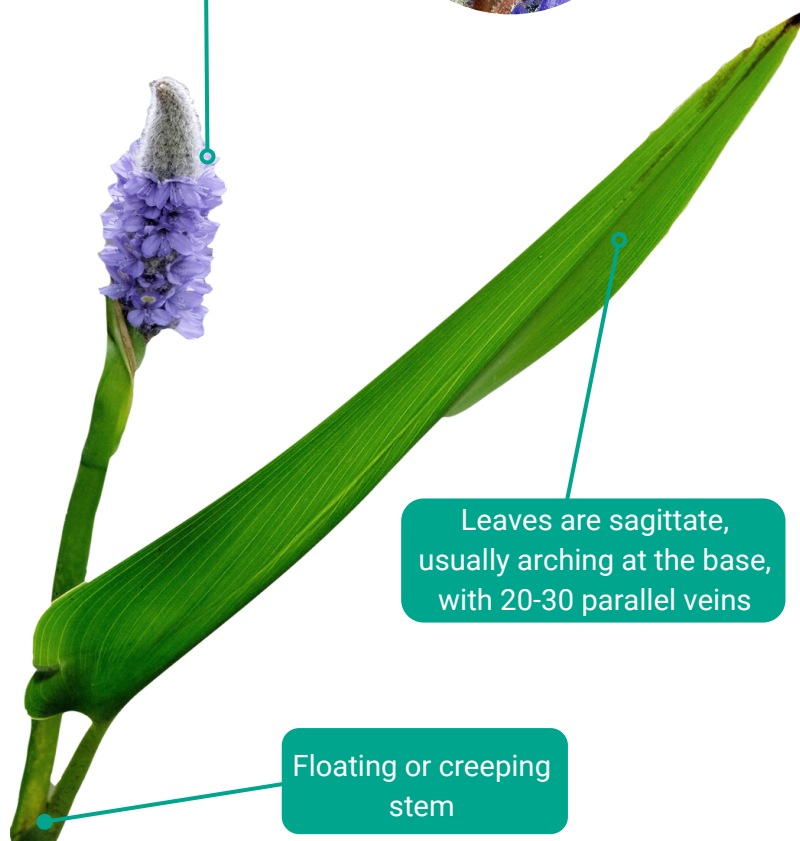 Leaves are sagittate,
usually arching at the base,
with 20-30 parallel veins
Floating or creeping
stem